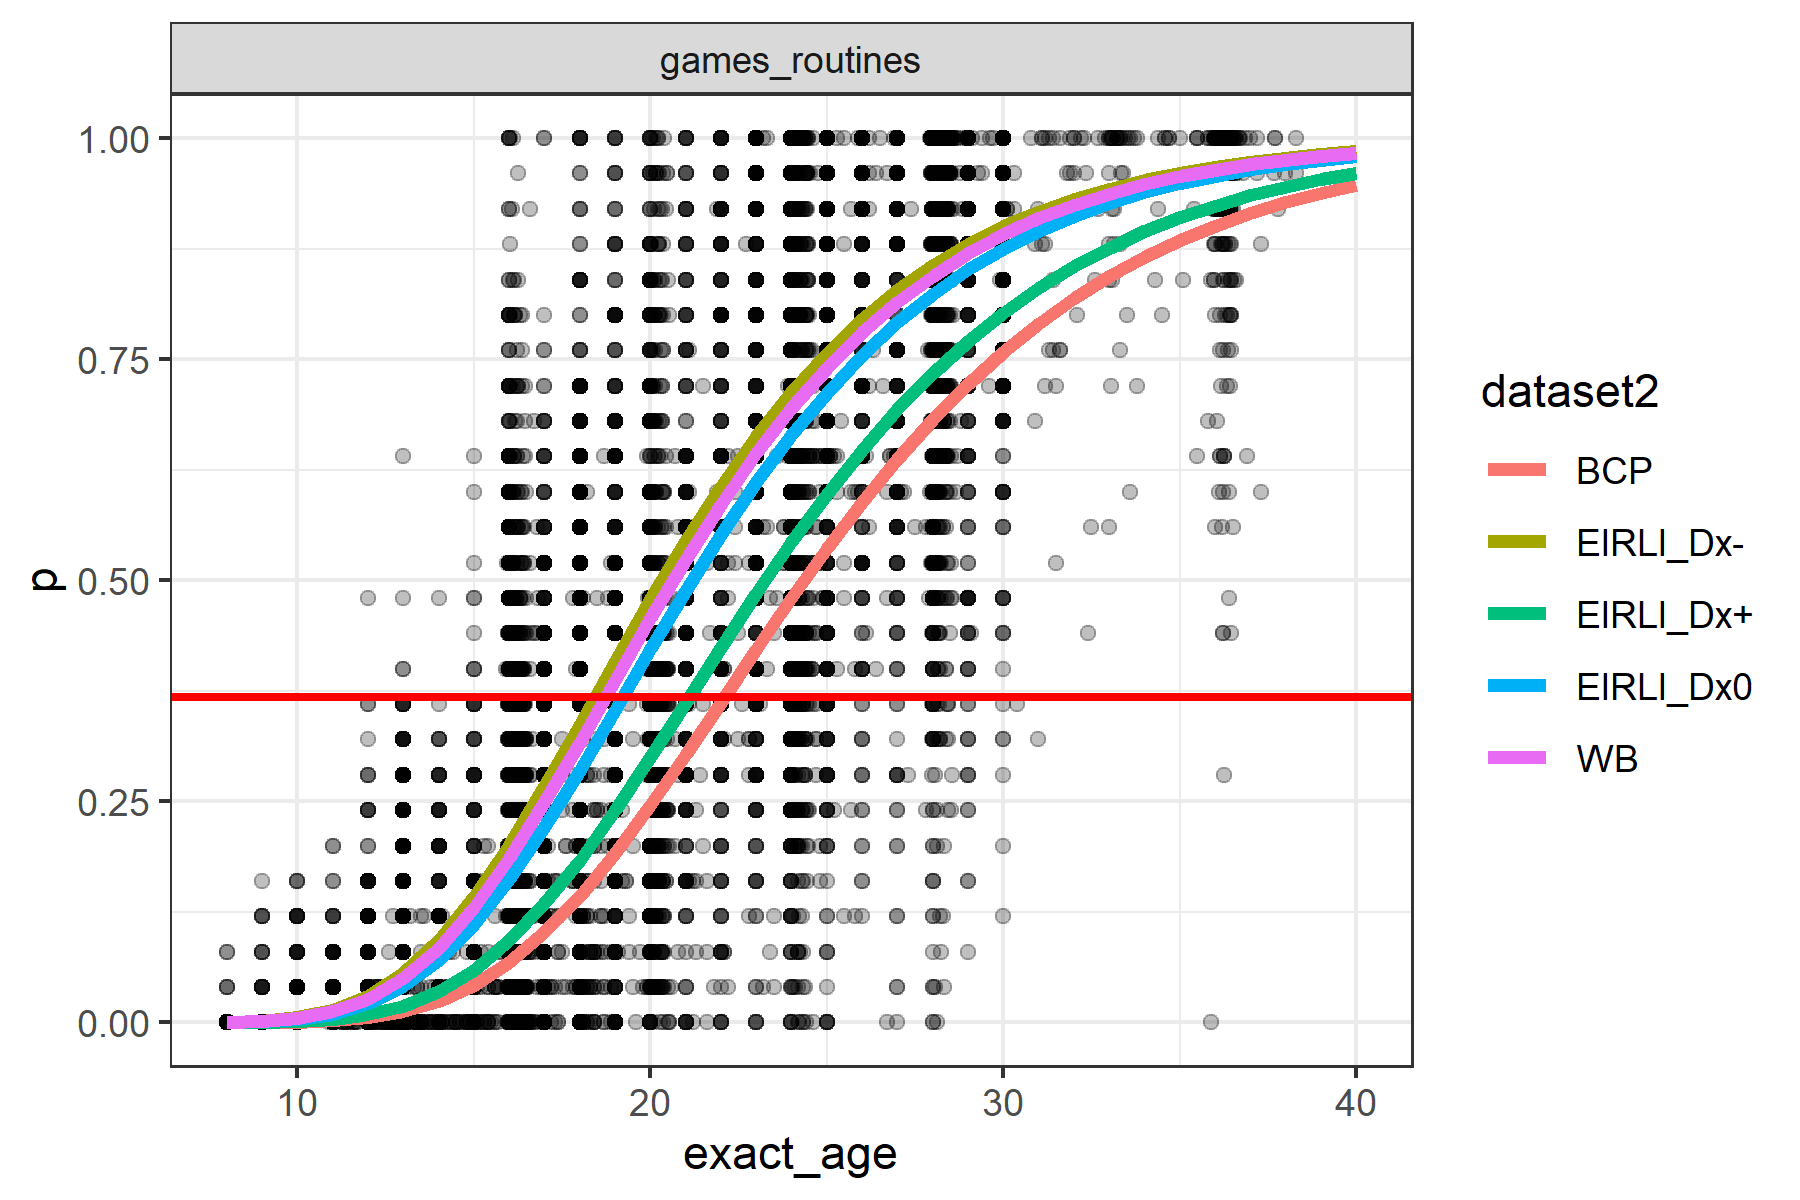 games_routines
1.00
0.75
0.50
0.25
0.00
p
10 20 30 40
exact_age
dataset2
BCP
EIRLI_Dx-
EIRLI_Dx+
EIRLI_Dx0
WB